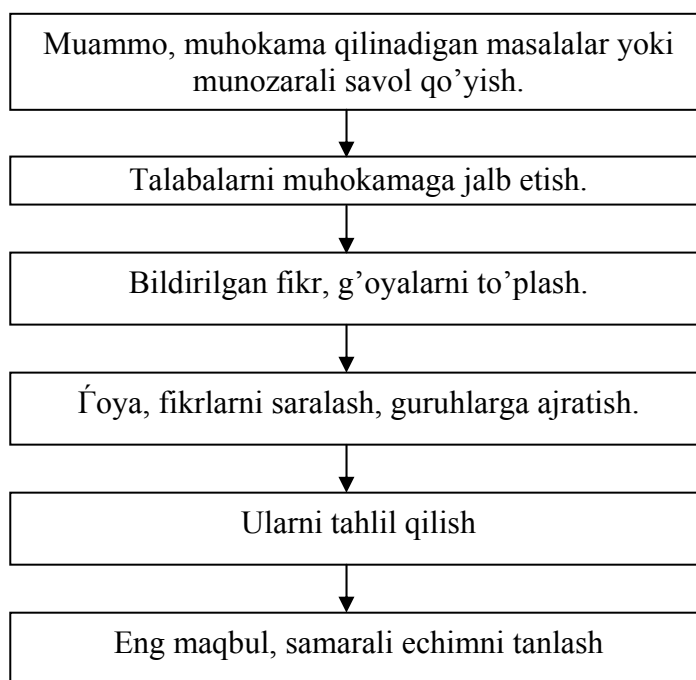 Muammo, muhokama qilinadigan masalalar yoki
munozarali savol qo’yish.
Talabalarni muhokamaga jalb etish.
Bildirilgan fikr, g’oyalarni to’plash.
Ѓoya, fikrlarni saralash, guruhlarga ajratish.
Ularni tahlil qilish
Eng maqbul, samarali echimni tanlash